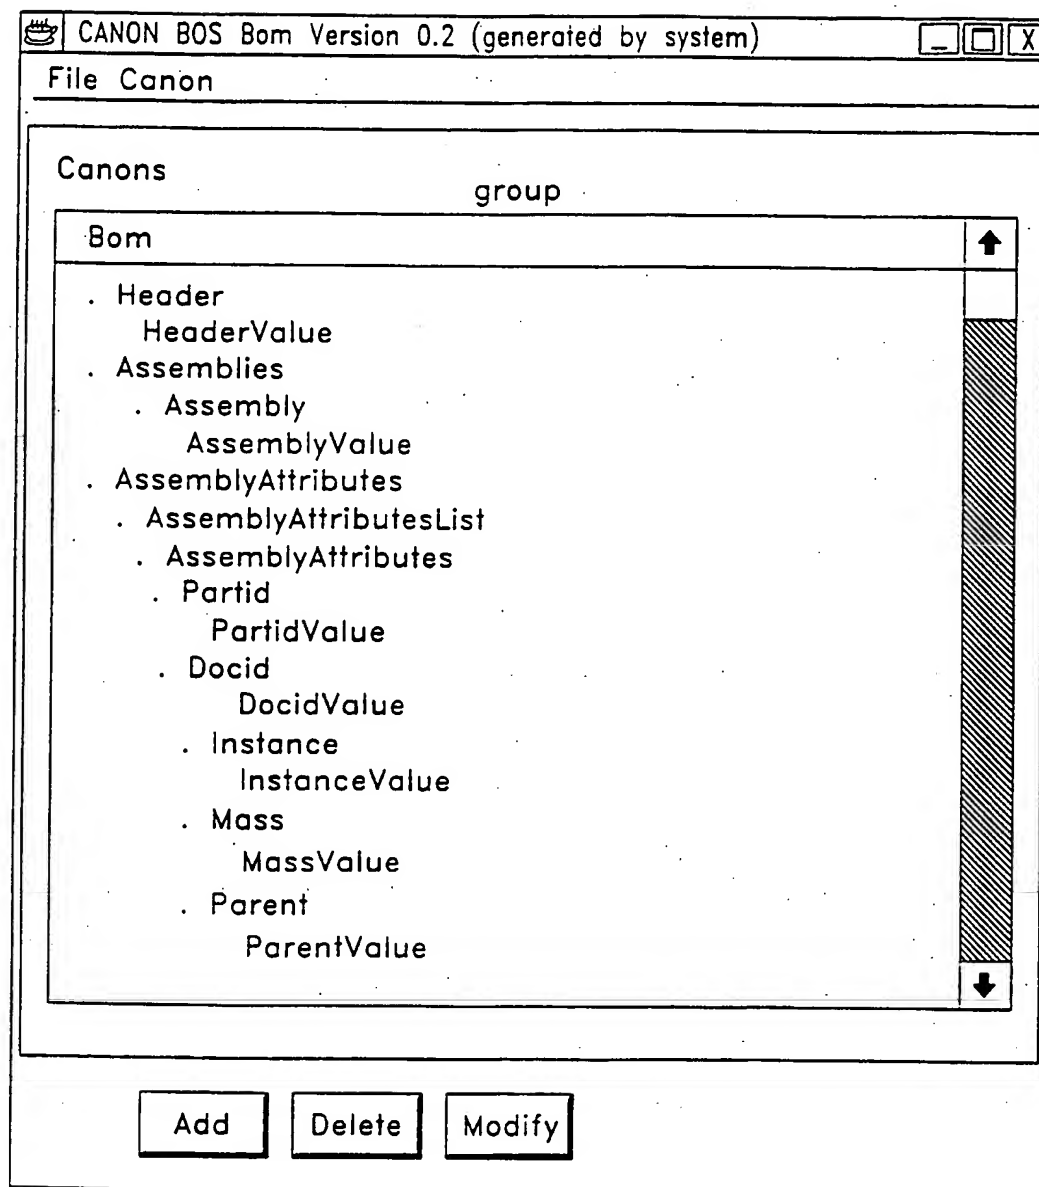 CANON BOS Bom Version 0.2 (generated by system) _ X
File Canon
Canons
group
Bom
. Header
HeaderValue
. Assemblies
. Assembly
AssemblyValue
. AssemblyAttributes
. AssemblyAttributesList
. AssemblyAttributes
. Partid
PartidValue
. Docid
DocidValue
. Instance
InstanceValue
. Mass
MassValue
. Parent
ParentValue
Add Delete Modify